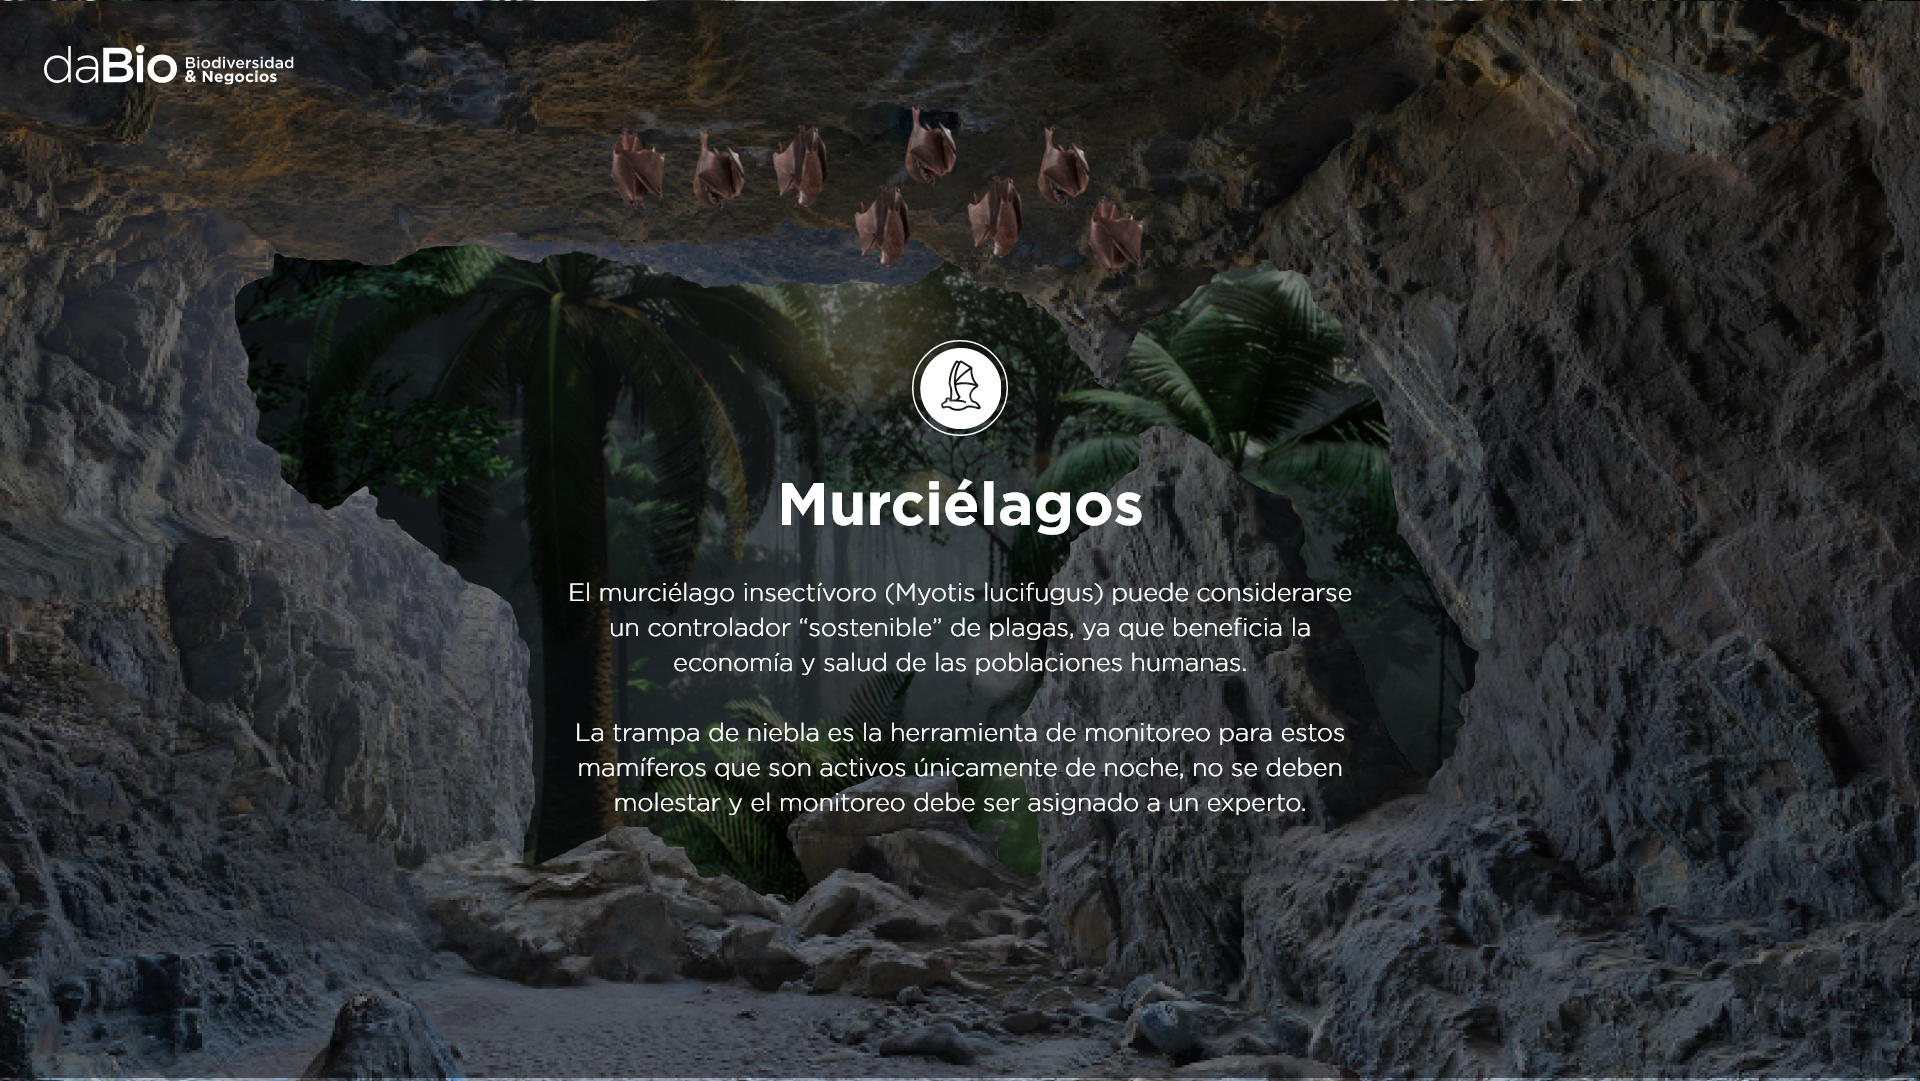 daBio Biodiversidad
& Negocios
Murciélagos
El murciélago insectívoro (Myotis lucifugus) puede considerarse
un controlador “sostenible” de plagas, ya que beneficia la
economía y salud de las poblaciones humanas.
La trampa de niebla es la herramienta de monitoreo para estos
mamíferos que son activos únicamente de noche, no se deben
molestar y el monitoreo debe ser asignado a un experto.